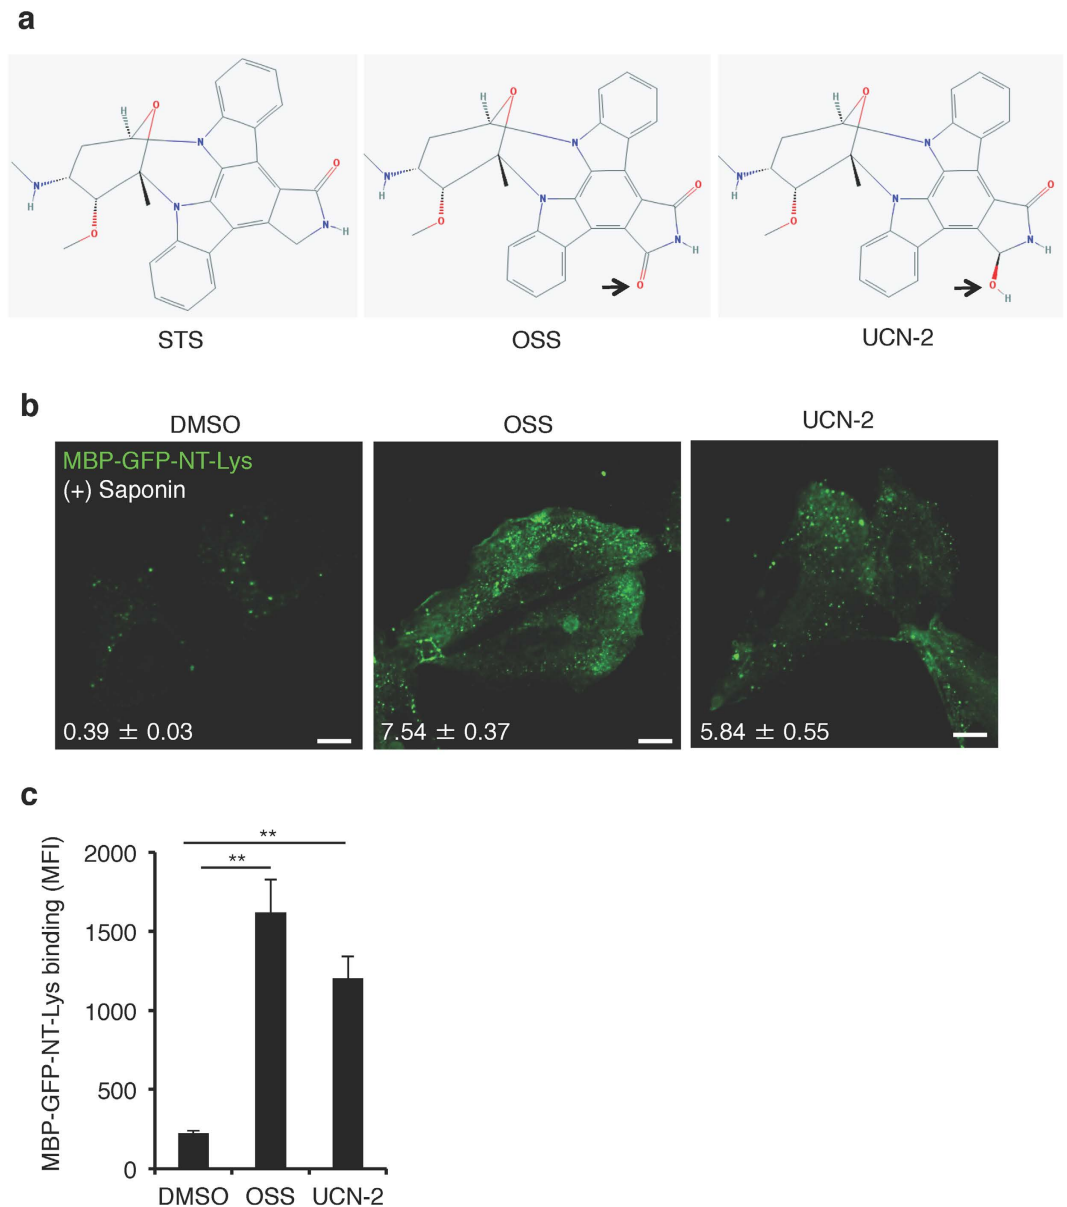 a
H
O
N
O
N
H
O
N
N
H
STS
H
O
N
O
N
H
O
N
N
H
O
OSS
H
O
N
O
N
H
O
N
N
H
O
H
UCN-2
b
DMSO
OSS
UCN-2
MBP-GFP-NT-Lys
(+) Saponin
0.39 ± 0.03
7.54 ± 0.37
5.84 ± 0.55
c
MBP-GFP-NT-Lys binding (MFI)
2000
1500
1000
500
0
**
**
DMSO OSS UCN-2